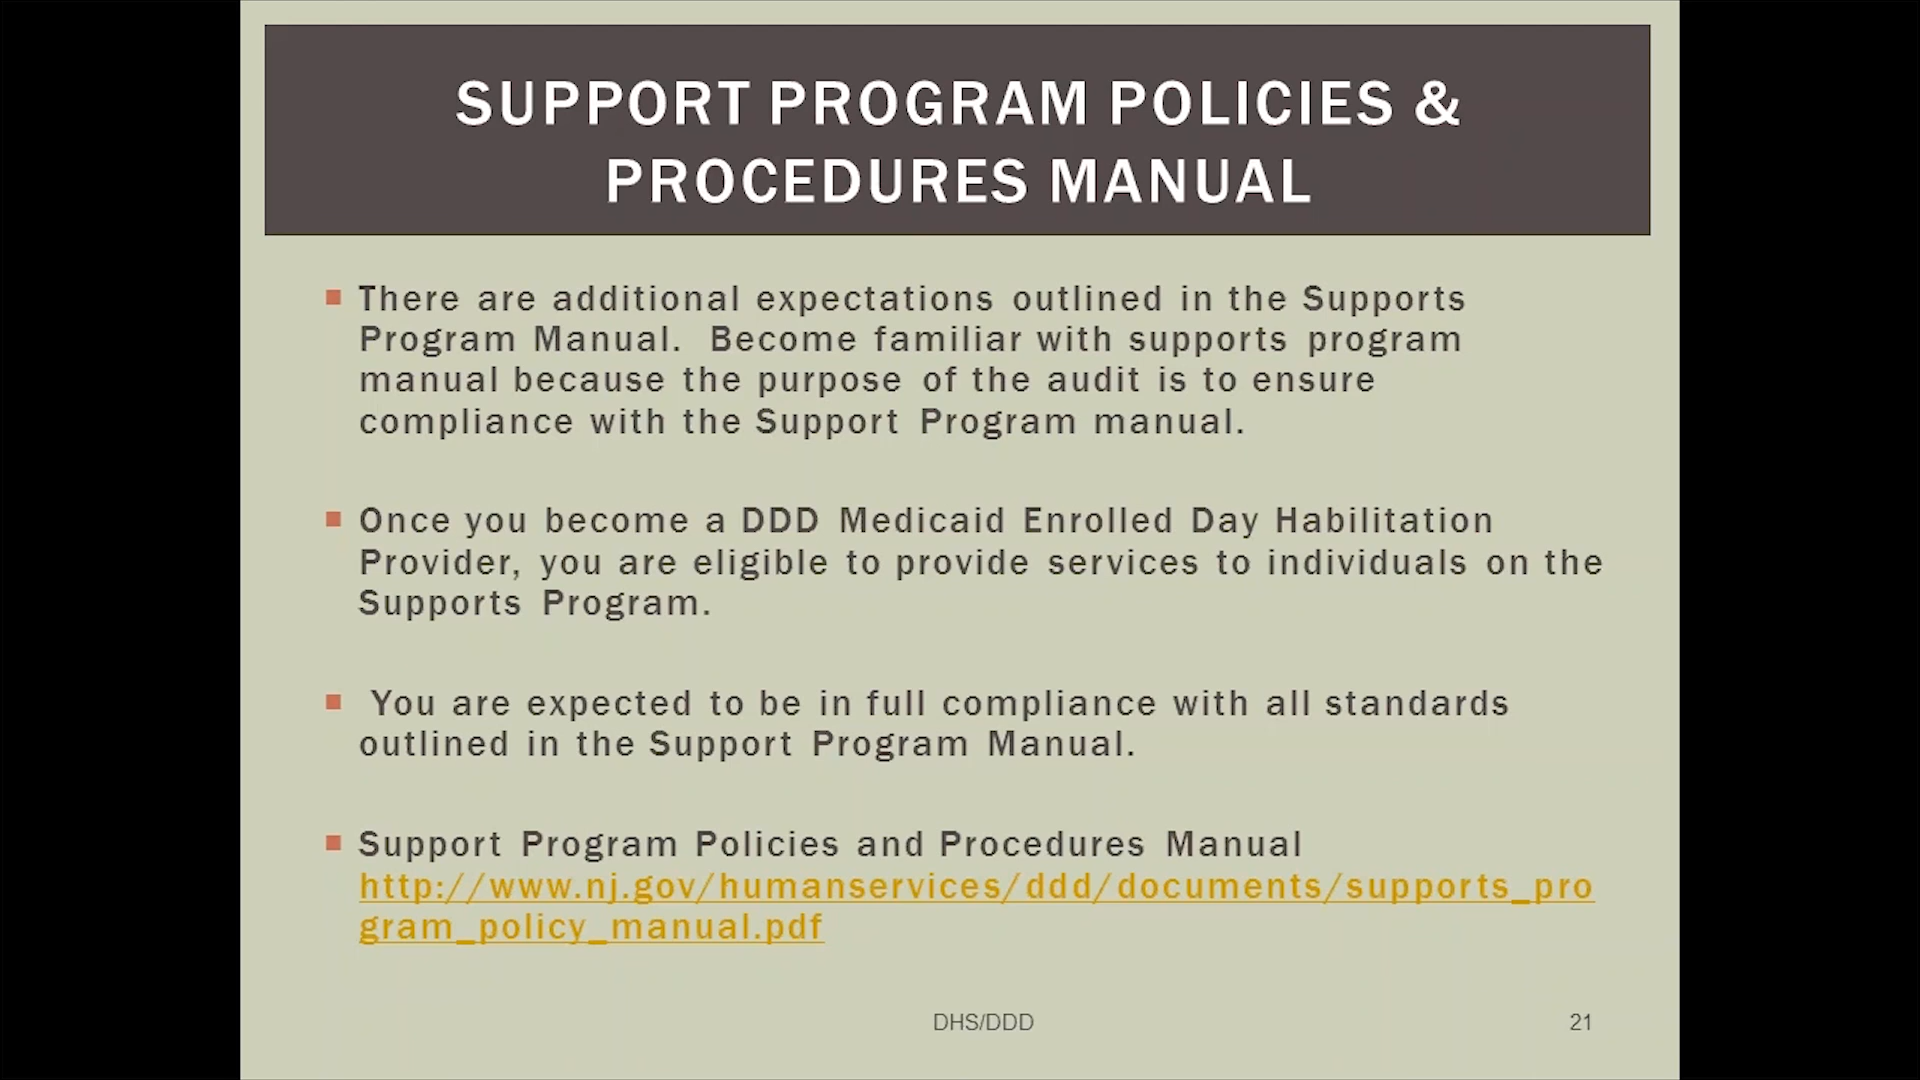 SUPPORT PROGRAM POLICIES &
PROCEDURES MANUAL
There are additional expectations outlined in the Supports
Program Manual. Become familiar with supports program
manual because the purpose of the audit is to ensure
compliance with the Support Program manual.
Once you become a DDD Medicaid Enrolled Day Habilitation
Provider, you are eligible to provide services to individuals on the
Supports Program.
You are expected to be in full compliance with all standards
outlined in the Support Program Manual.
Support Program Policies and Procedures Manual
http://www.nj.gov/humanservices/ddd/documents/supports_pro
gram_policy_manual.pdf
DHS/DDD
21